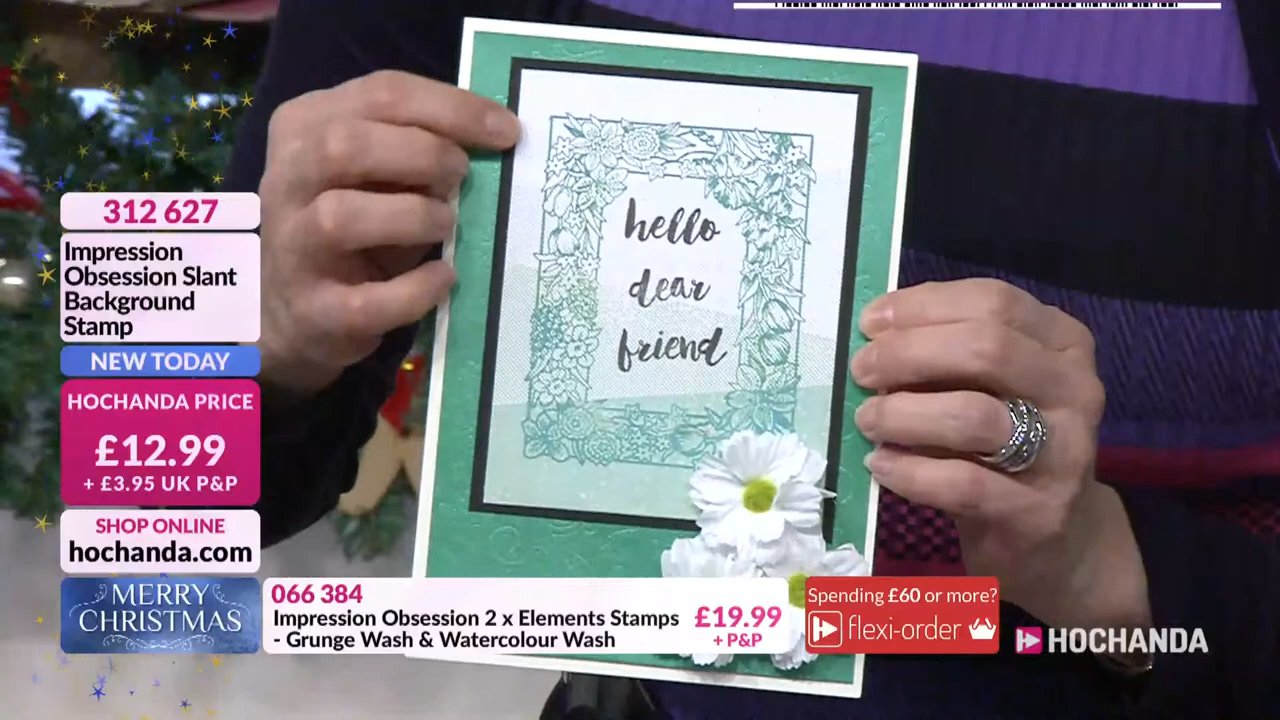 312 627
Impression
Obsession Slant
Background
Stamp
NEW TODAY
HOCHANDA PRICE
£12.99
+ £3.95 UK P&P
SHOP ONLINE
hochanda.com
MERRY
CHRISTMAS
066 384
Impression Obsession 2 x Elements Stamps
- Grunge Wash & Watercolour Wash
£19.99
+ P&P
Spending £60 or more?
flexi-order
HOCHANDA
hello
dear
friend